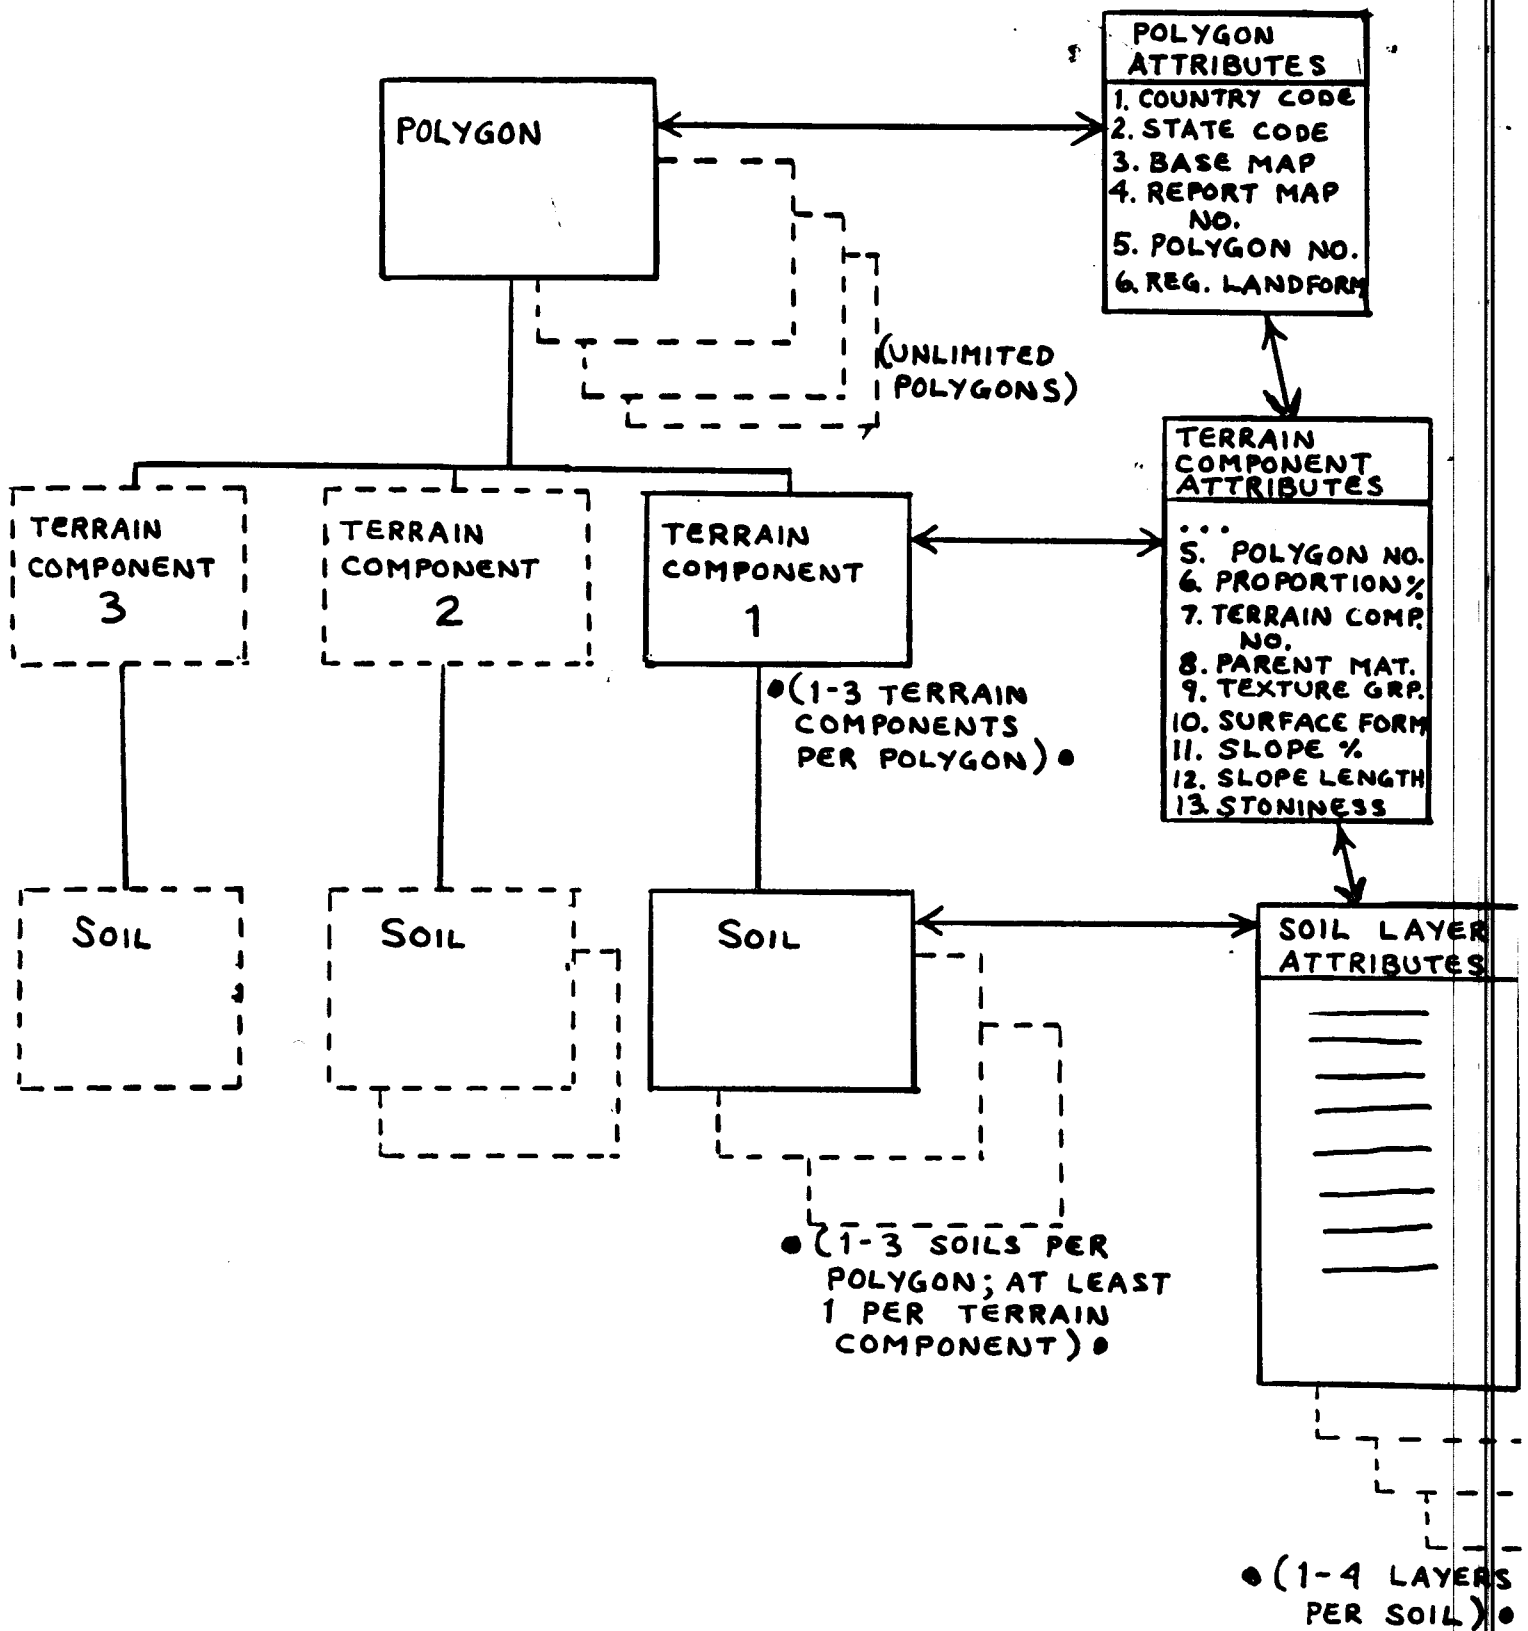 POLYGON
POLYGON
ATTRIBUTES
1. COUNTRY CODE
2. STATE CODE
3. BASE MAP
4. REPORT MAP
NO.
5. POLYGON NO.
6. REG. LANDFORM
(UNLIMITED
POLYGONS)
TERRAIN
COMPONENT
3
TERRAIN
COMPONENT
2
TERRAIN
COMPONENT
1
TERRAIN
COMPONENT
ATTRIBUTES
...
5. POLYGON NO.
6. PROPORTION %
7. TERRAIN COMP.
NO.
8. PARENT MAT.
9. TEXTURE GRP.
10. SURFACE FORM
11. SLOPE %
12. SLOPE LENGTH
13. STONINESS
•(1-3 TERRAIN
COMPONENTS
PER POLYGON)•
SOIL
SOIL
SOIL
SOIL LAYER
ATTRIBUTES
•(1-3 SOILS PER
POLYGON; AT LEAST
1 PER TERRAIN
COMPONENT)•
•(1-4 LAYERS
PER SOIL)•